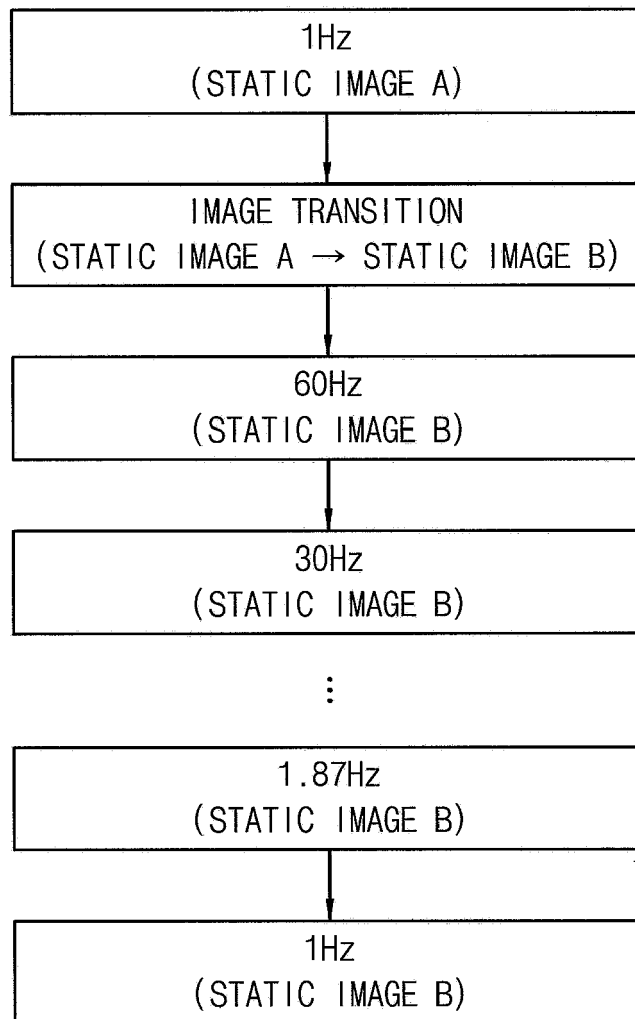 1Hz
(STATIC IMAGE A)
IMAGE TRANSITION
(STATIC IMAGE A → STATIC IMAGE B)
60Hz
(STATIC IMAGE B)
30Hz
(STATIC IMAGE B)
⋮
1.87Hz
(STATIC IMAGE B)
1Hz
(STATIC IMAGE B)